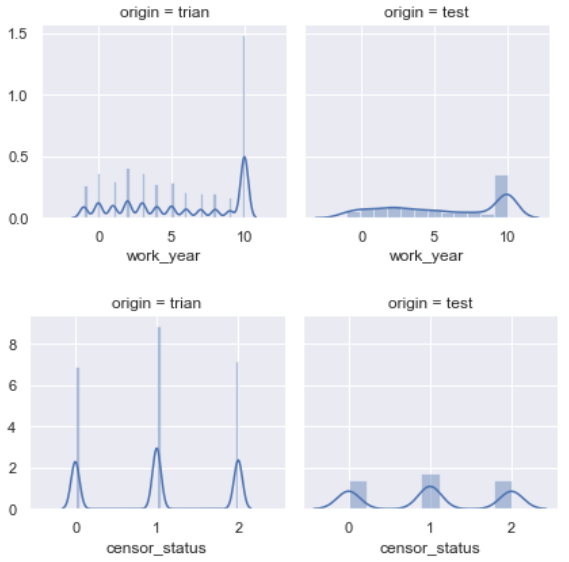 origin = trian origin = test
1.5
1.0
0.5
0.0
0 5 10 0 5 10
work_year work_year
origin = trian origin = test
8
6
4
2
0
0 1 2 0 1 2
censor_status censor_status